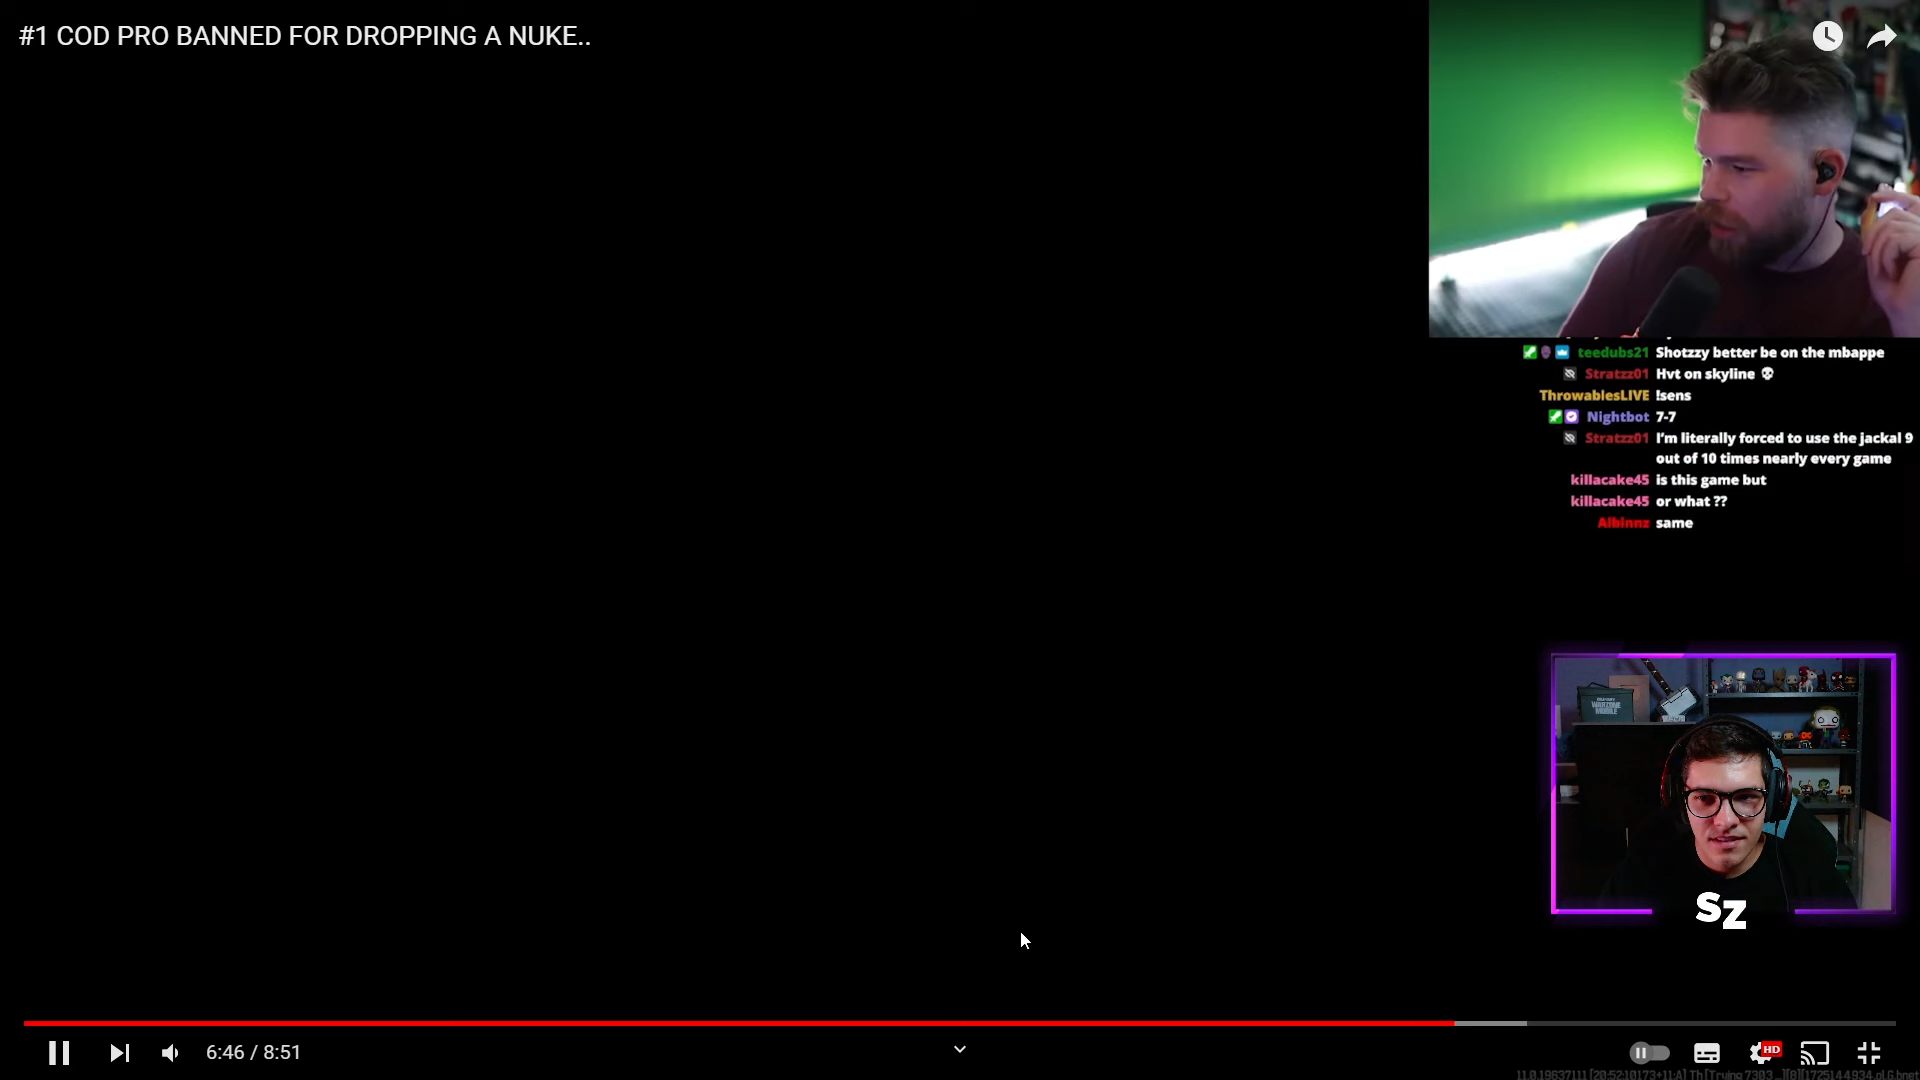 #1 COD PRO BANNED FOR DROPPING A NUKE..
teedubs21 Shotzzy better be on the mbappe
Stratzz01 Hvt on skyline 💀
ThrowablesLIVE !sens
Nightbot 7-7
Stratzz01 I'm literally forced to use the jackal 9
out of 10 times nearly every game
killacake45 is this game but
killacake45 or what ??
Albinnz same
WARZONE
MOBILE
SZ
6:46 / 8:51
HD